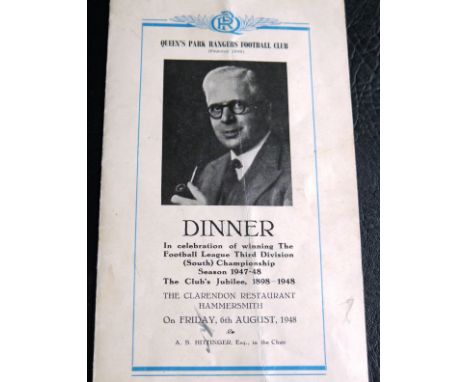 QUEEN'S PARK RANGERS FOOTBALL CLUB
DINNER
In celebration of winning The
Football League Third Division
(South) Championship
Season 1947-48
The Club's Jubilee, 1898-1948
THE CLARENDON RESTAURANT
HAMMERSMITH
On FRIDAY, 6th AUGUST, 1948
A. B. HITTINGER, Esq., in the Chair